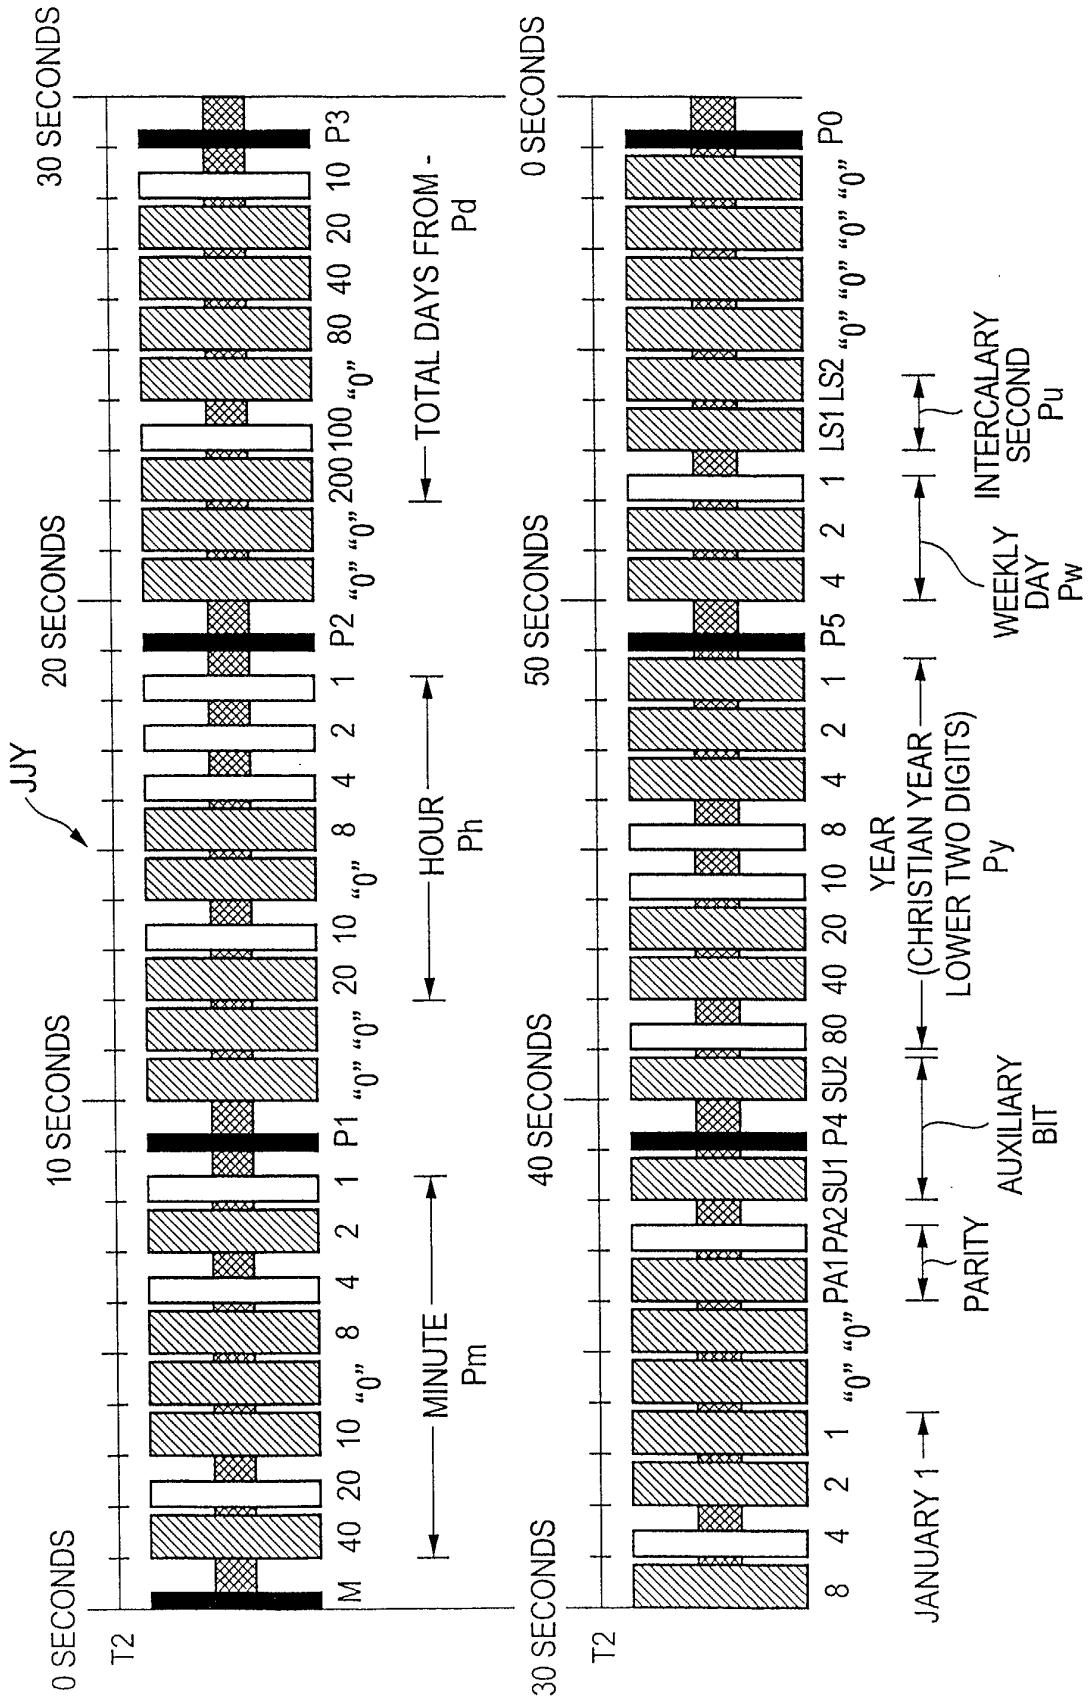 JJY
0 SECONDS 10 SECONDS 20 SECONDS 30 SECONDS
T2
M 40 20 10 “0” 8 4 2 1 P1 “0” “0” 20 10 “0” 8 4 2 1 P2 “0” “0” 200 100 “0” 80 40 20 10 P3
MINUTE HOUR TOTAL DAYS FROM -
Pm Ph Pd
30 SECONDS 40 SECONDS 50 SECONDS 0 SECONDS
T2
8 4 2 1 “0” “0” PA1 PA2 SU1 P4 SU2 80 40 20 10 8 4 2 1 P5 4 2 1 LS1 LS2 “0” “0” “0” “0” P0
JANUARY 1
PARITY
AUXILIARY
BIT
YEAR
(CHRISTIAN YEAR
LOWER TWO DIGITS)
Py
WEEKLY
DAY
Pw
INTERCALARY
SECOND
Pu